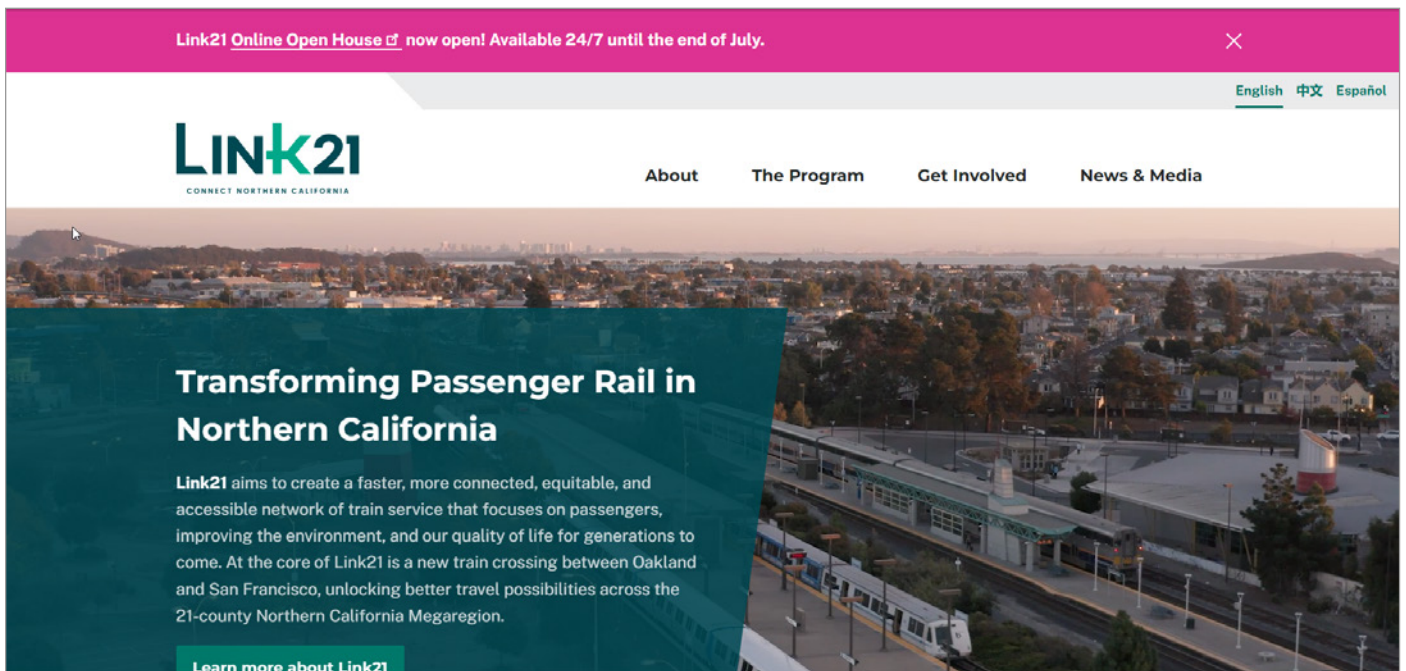 Link21 Online Open House now open! Available 24/7 until the end of July.
English 中文 Español
LINK21
CONNECT NORTHERN CALIFORNIA
About The Program Get Involved News & Media
Transforming Passenger Rail in
Northern California
Link21 aims to create a faster, more connected, equitable, and
accessible network of train service that focuses on passengers,
improving the environment, and our quality of life for generations to
come. At the core of Link21 is a new train crossing between Oakland
and San Francisco, unlocking better travel possibilities across the
21-county Northern California Megaregion.
Learn more about Link21